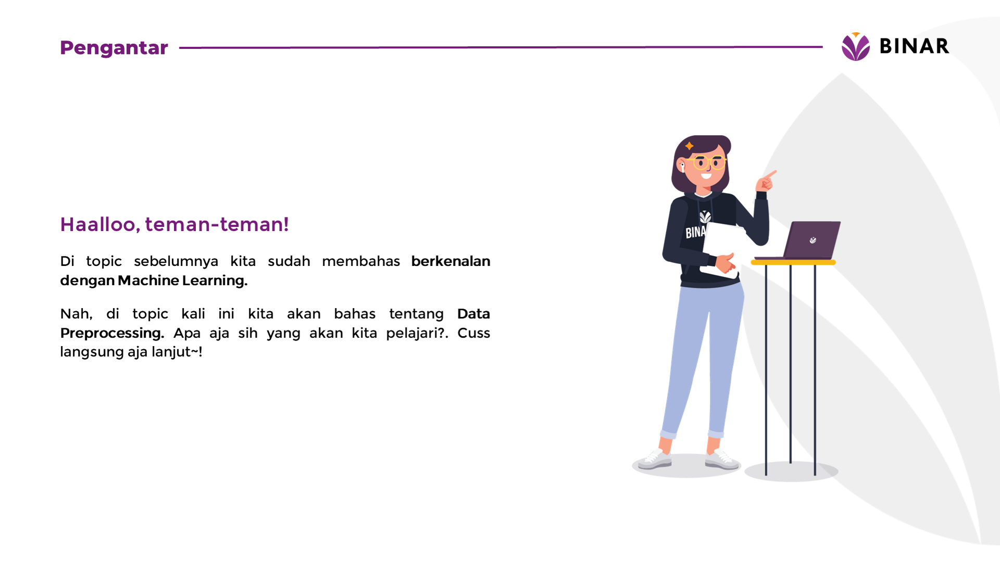 Pengantar
BINAR
Haalloo, teman-teman!
Di topic sebelumnya kita sudah membahas berkenalan
dengan Machine Learning.
Nah, di topic kali ini kita akan bahas tentang Data
Preprocessing. Apa aja sih yang akan kita pelajari?. Cuss
langsung aja lanjut~!
BINA